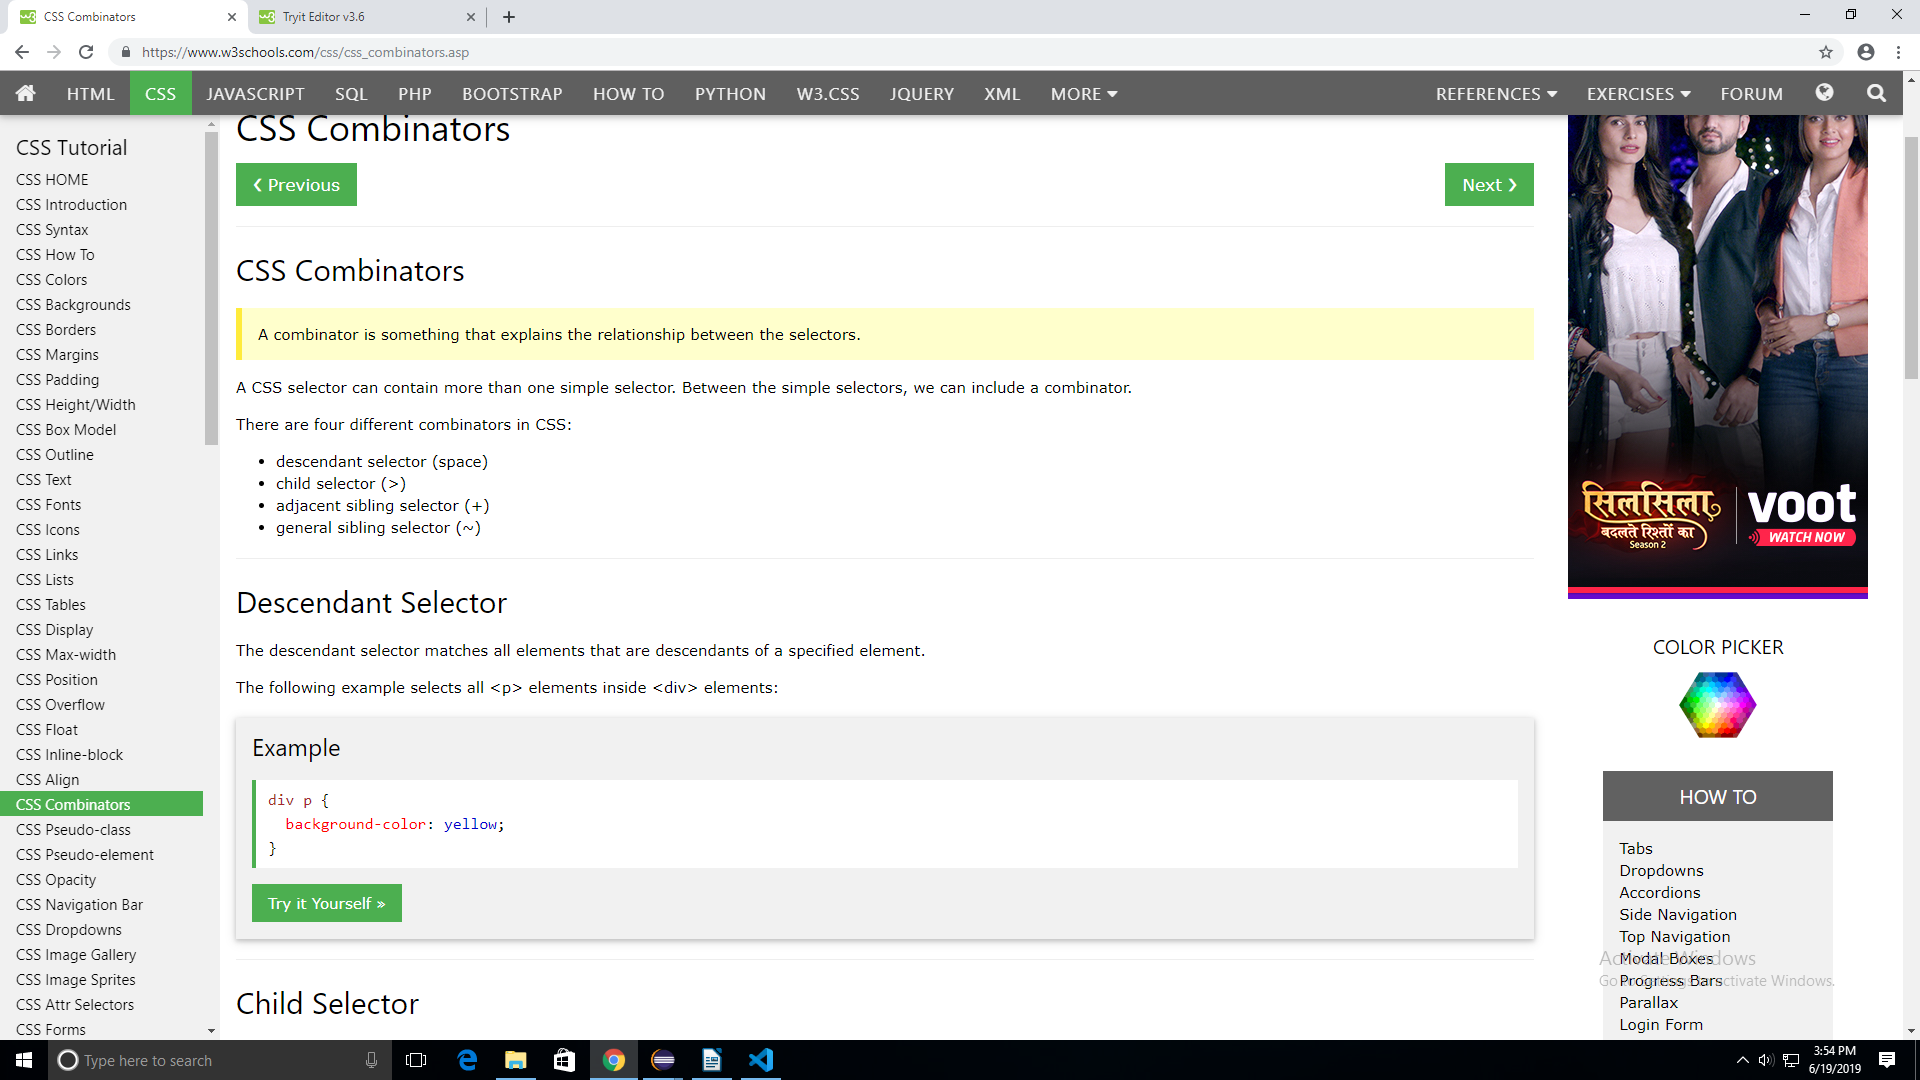 CSS Combinators
Tryit Editor v3.6
https://www.w3schools.com/css/css_combinators.asp
HTML CSS JAVASCRIPT SQL PHP BOOTSTRAP HOW TO PYTHON W3.CSS JQUERY XML MORE REFERENCES EXERCISES FORUM
CSS Tutorial
CSS HOME
CSS Introduction
CSS Syntax
CSS How To
CSS Colors
CSS Backgrounds
CSS Borders
CSS Margins
CSS Padding
CSS Height/Width
CSS Box Model
CSS Outline
CSS Text
CSS Fonts
CSS Icons
CSS Links
CSS Lists
CSS Tables
CSS Display
CSS Max-width
CSS Position
CSS Overflow
CSS Float
CSS Inline-block
CSS Align
CSS Combinators
CSS Pseudo-class
CSS Pseudo-element
CSS Opacity
CSS Navigation Bar
CSS Dropdowns
CSS Image Gallery
CSS Image Sprites
CSS Attr Selectors
CSS Forms
CSS Combinators
❮ Previous
Next ❯
CSS Combinators
A combinator is something that explains the relationship between the selectors.
A CSS selector can contain more than one simple selector. Between the simple selectors, we can include a combinator.
There are four different combinators in CSS:
• descendant selector (space)
• child selector (>)
• adjacent sibling selector (+)
• general sibling selector (~)
Descendant Selector
The descendant selector matches all elements that are descendants of a specified element.
The following example selects all <p> elements inside <div> elements:
Example
div p {
  background-color: yellow;
}
Try it Yourself »
Child Selector
सिलसिला
बदलते रिश्तों का
Season 2
voot
WATCH NOW
COLOR PICKER
HOW TO
Tabs
Dropdowns
Accordions
Side Navigation
Top Navigation
Modal Boxes
Progress Bars
Parallax
Login Form
Activate Windows
Go to Settings to activate Windows.
Type here to search
3:54 PM
6/19/2019